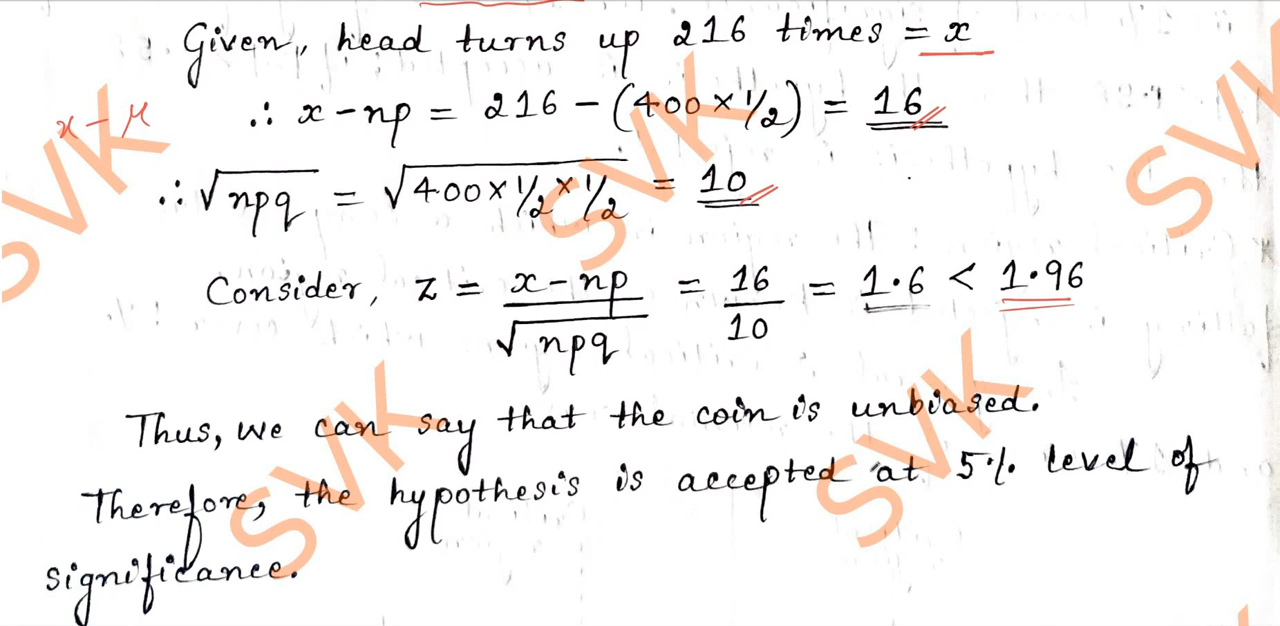 Given, head turns up 216 times = x
x - μ
∴ x - np = 216 - (400 × 1/2) = 16
∴ √npq = √400 × 1/2 × 1/2 = 10
Consider, z = x - np / √npq = 16 / 10 = 1.6 < 1.96
Thus, we can say that the coin is unbiased.
Therefore, the hypothesis is accepted at 5% level of
significance.
SVK
SVK
SVK
SVK
SVK